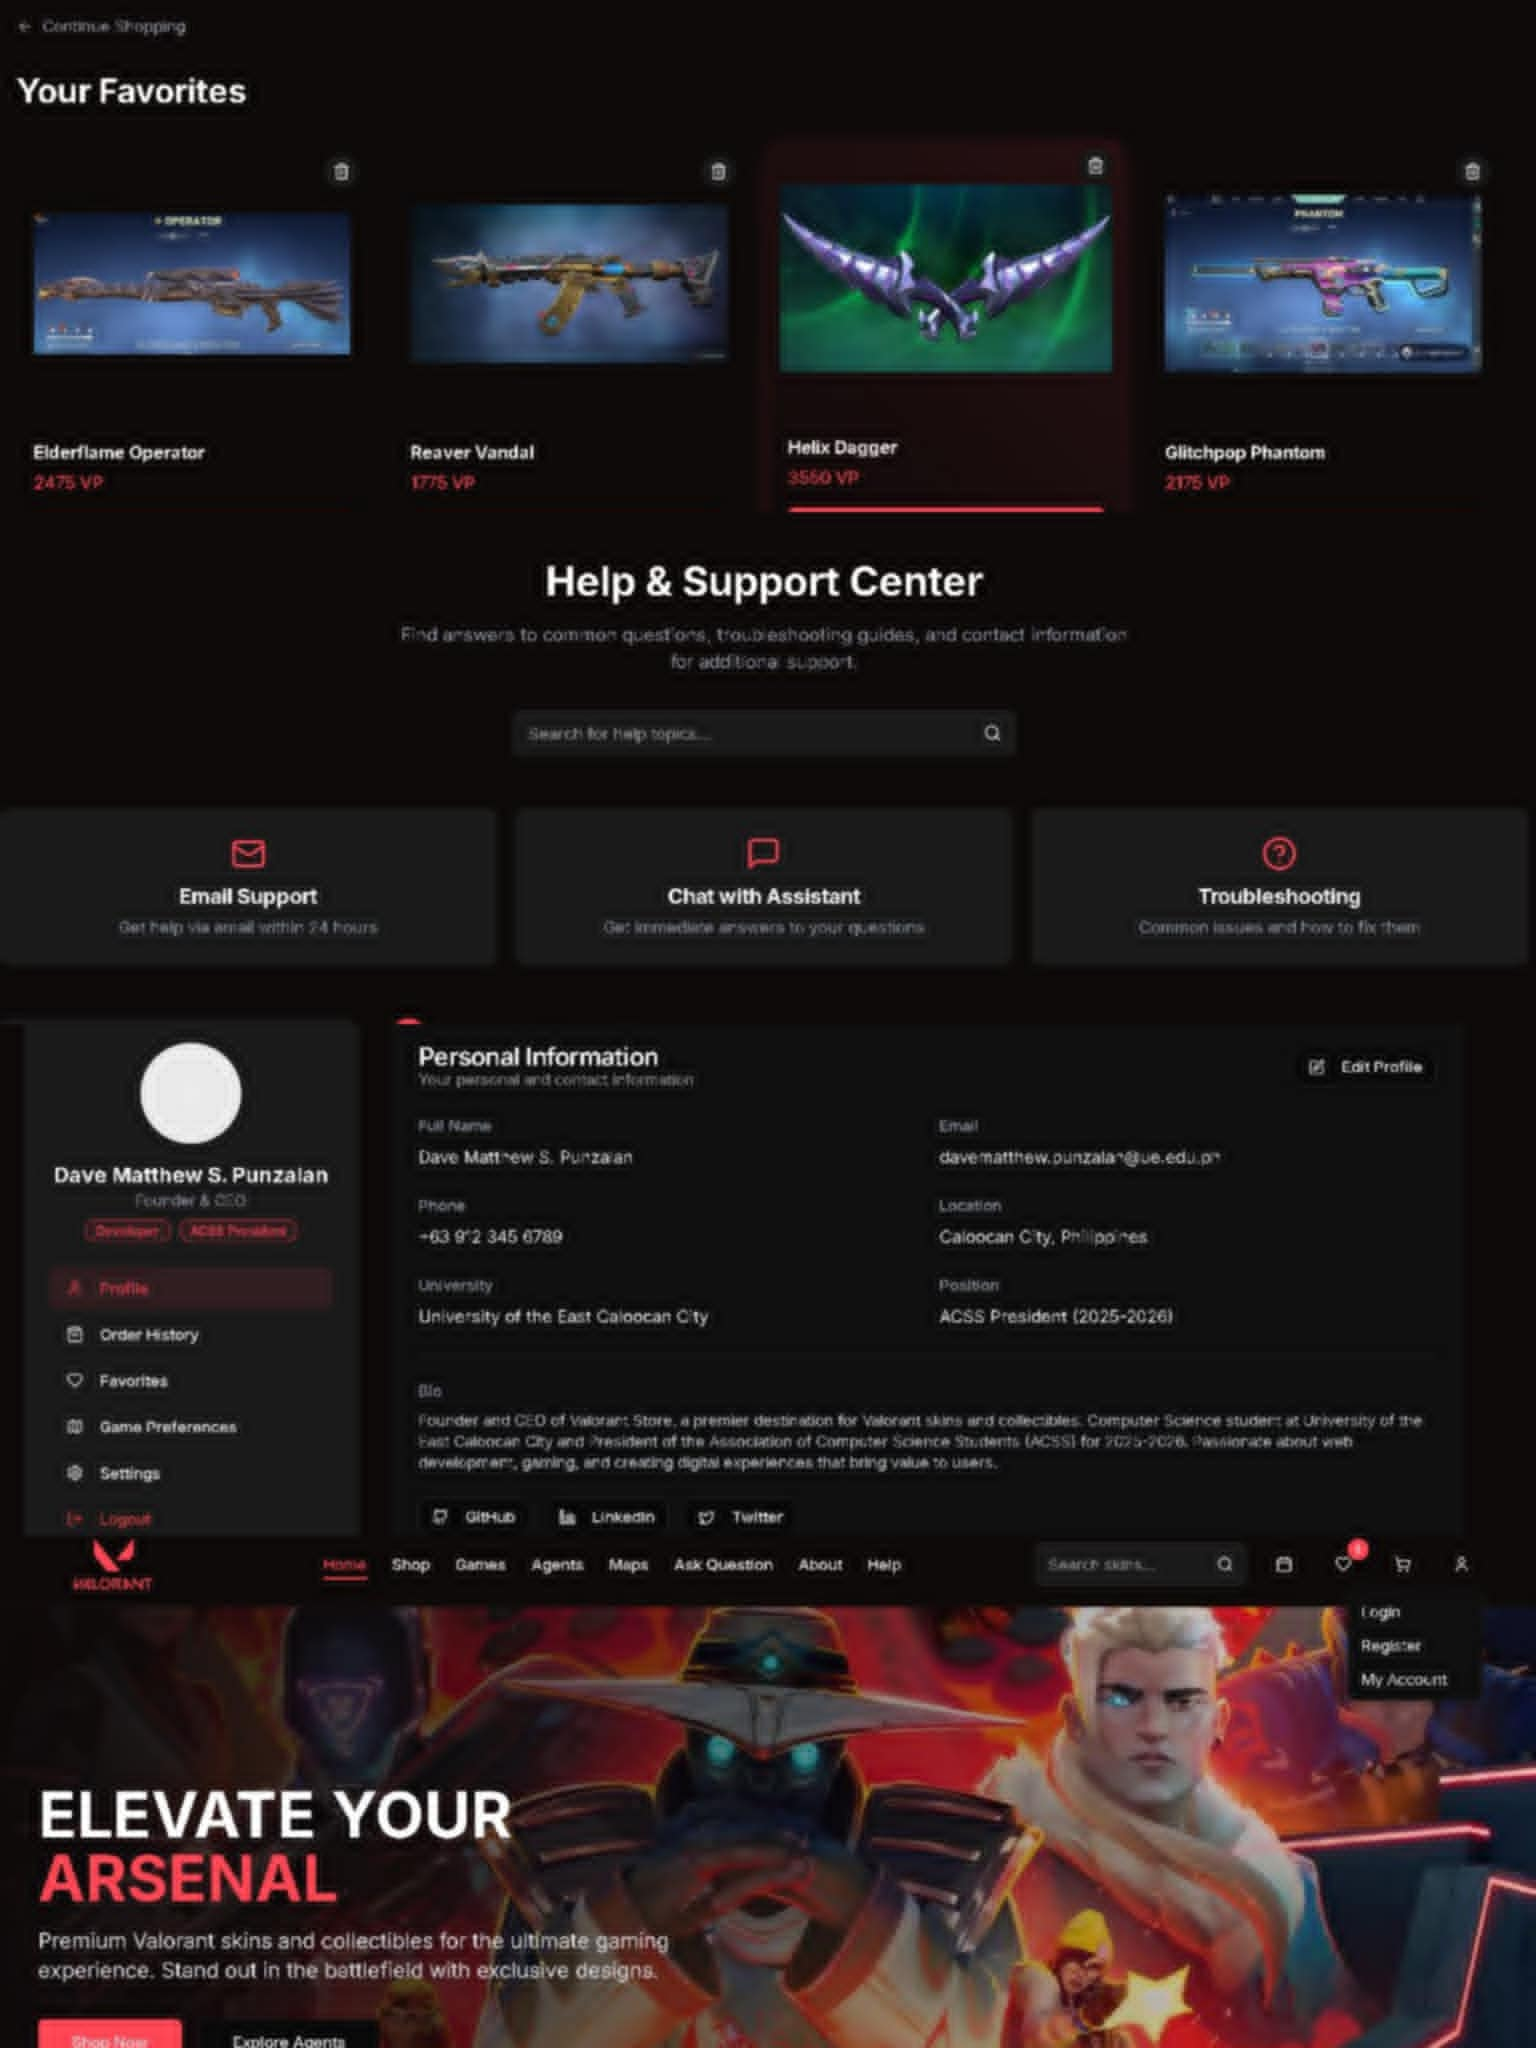 Continue Shopping
Your Favorites
OPERATOR
PHANTOM
Elderflame Operator
2475 VP
Reaver Vandal
1775 VP
Helix Dagger
3550 VP
Glitchpop Phantom
2175 VP
Help & Support Center
Find answers to common questions, troubleshooting guides, and contact information
for additional support.
Search for help topics...
Email Support
Get help via email within 24 hours
Chat with Assistant
Get immediate answers to your questions
Troubleshooting
Common issues and how to fix them
Dave Matthew S. Punzalan
Founder & CEO
Developer
ACSS President
Profile
Order History
Favorites
Game Preferences
Settings
Logout
Personal Information
Your personal and contact information
Edit Profile
Full Name
Dave Matthew S. Punzalan
Email
davematthew.punzalan@ue.edu.ph
Phone
+63 912 345 6789
Location
Caloocan City, Philippines
University
University of the East Caloocan City
Position
ACSS President (2025-2026)
Bio
Founder and CEO of Valorant Store, a premier destination for Valorant skins and collectibles. Computer Science student at University of the
East Caloocan City and President of the Association of Computer Science Students (ACSS) for 2025-2026. Passionate about web
development, gaming, and creating digital experiences that bring value to users.
GitHub
LinkedIn
Twitter
VALORANT
Home
Shop
Games
Agents
Maps
Ask Question
About
Help
Search skins...
Login
Register
My Account
ELEVATE YOUR
ARSENAL
Premium Valorant skins and collectibles for the ultimate gaming
experience. Stand out in the battlefield with exclusive designs.
Shop Now
Explore Agents